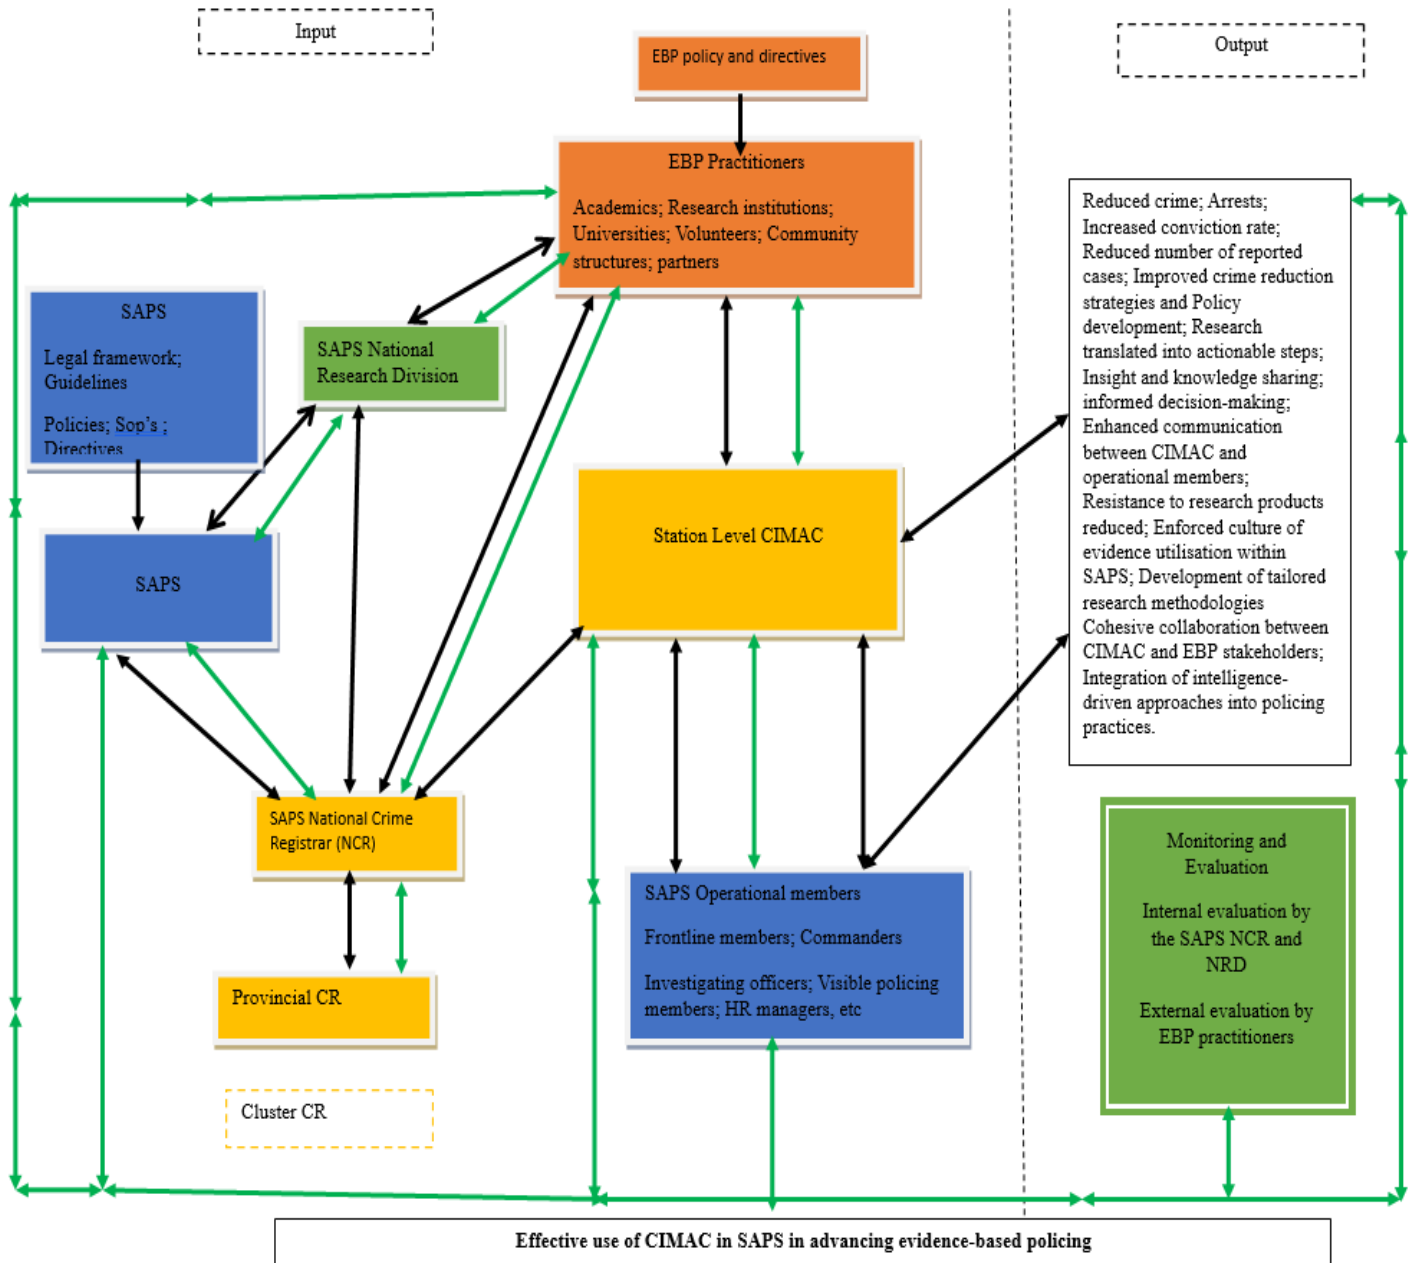 Input
Output
EBP policy and directives
EBP Practitioners
Academics; Research institutions;
Universities; Volunteers; Community
structures; partners
SAPS
Legal framework;
Guidelines
Policies; Sop's ;
Directives
SAPS National
Research Division
SAPS
Station Level CIMAC
SAPS National Crime
Registrar (NCR)
Provincial CR
Cluster CR
SAPS Operational members
Frontline members; Commanders
Investigating officers; Visible policing
members; HR managers, etc
Reduced crime; Arrests;
Increased conviction rate;
Reduced number of reported
cases; Improved crime reduction
strategies and Policy
development; Research
translated into actionable steps;
Insight and knowledge sharing;
informed decision-making;
Enhanced communication
between CIMAC and
operational members;
Resistance to research products
reduced; Enforced culture of
evidence utilisation within
SAPS; Development of tailored
research methodologies
Cohesive collaboration between
CIMAC and EBP stakeholders;
Integration of intelligence-
driven approaches into policing
practices.
Monitoring and
Evaluation
Internal evaluation by
the SAPS NCR and
NRD
External evaluation by
EBP practitioners
Effective use of CIMAC in SAPS in advancing evidence-based policing